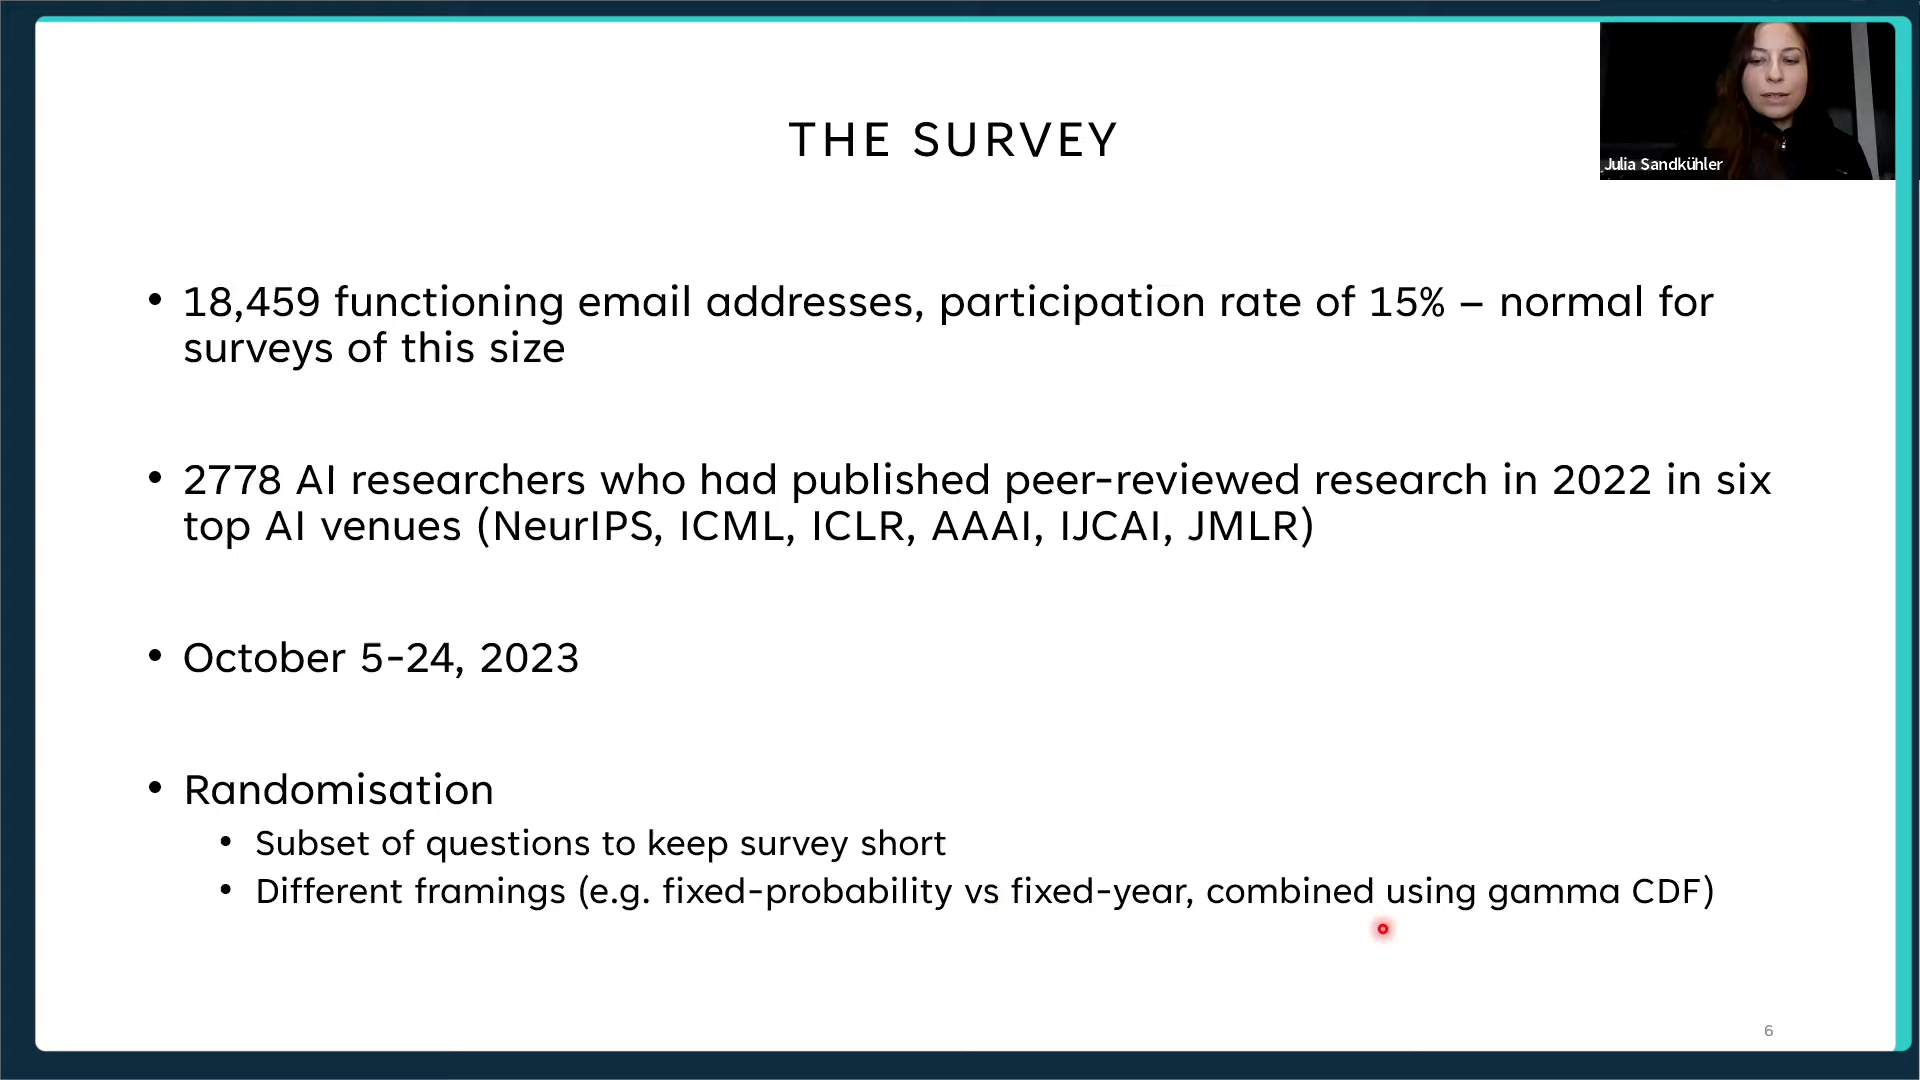 Julia Sandkühler
THE SURVEY
• 18,459 functioning email addresses, participation rate of 15% – normal for
surveys of this size
• 2778 AI researchers who had published peer-reviewed research in 2022 in six
top AI venues (NeurIPS, ICML, ICLR, AAAI, IJCAI, JMLR)
• October 5-24, 2023
• Randomisation
• Subset of questions to keep survey short
• Different framings (e.g. fixed-probability vs fixed-year, combined using gamma CDF)
6